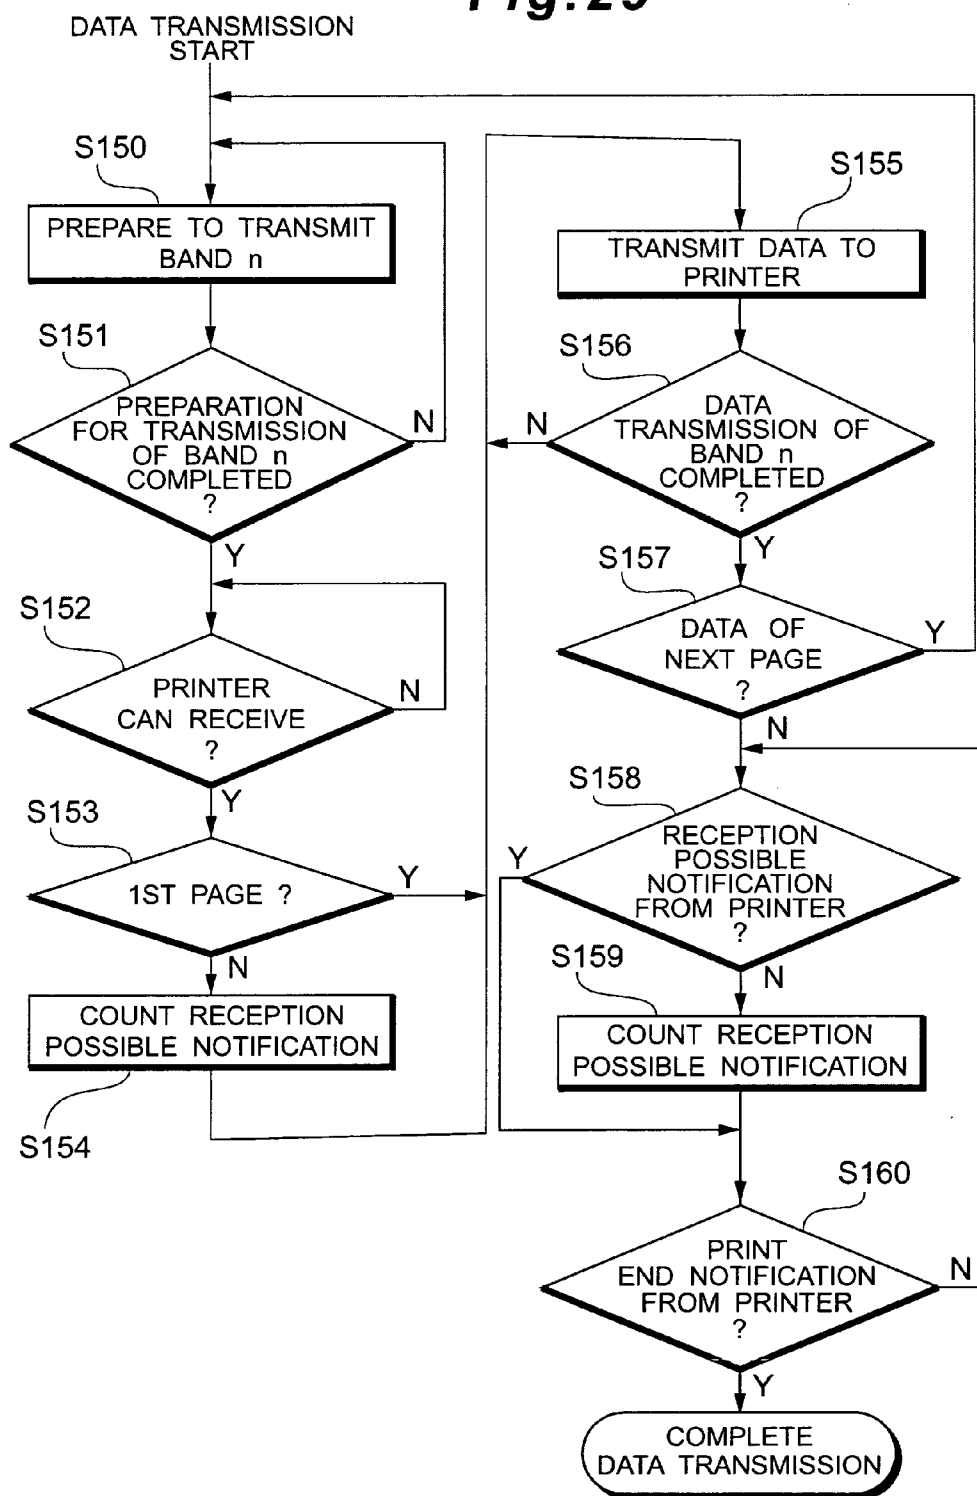 Fig.29
DATA TRANSMISSION
START
S150
PREPARE TO TRANSMIT
BAND n
S151
PREPARATION
FOR TRANSMISSION
OF BAND n
COMPLETED
?
N
Y
S152
PRINTER
CAN RECEIVE
?
N
Y
S153
1ST PAGE ?
Y
N
COUNT RECEPTION
POSSIBLE NOTIFICATION
S154
S155
TRANSMIT DATA TO
PRINTER
S156
DATA
TRANSMISSION OF
BAND n
COMPLETED
?
N
Y
S157
DATA OF
NEXT PAGE
?
Y
N
S158
RECEPTION
POSSIBLE
NOTIFICATION
FROM PRINTER
?
Y
N
S159
COUNT RECEPTION
POSSIBLE NOTIFICATION
S160
PRINT
END NOTIFICATION
FROM PRINTER
?
N
Y
COMPLETE
DATA TRANSMISSION